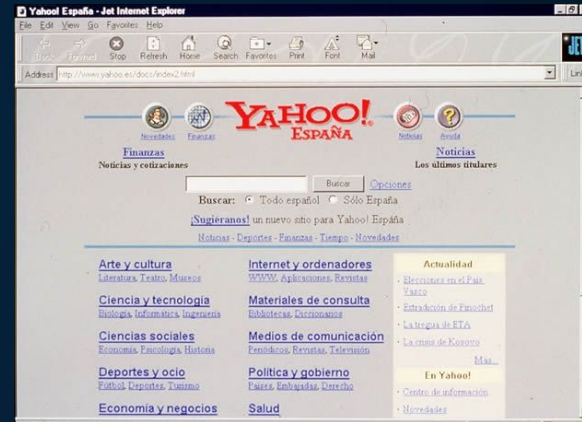 Yahoo! España - Jet Internet Explorer
File Edit View Go Favorites Help
Back Forward Stop Refresh Home Search Favorites Print Font Mail
Address http://www.yahoo.es/docs/index2.html
Novedades Finanzas YAHOO! ESPAÑA Noticias Ayuda
Finanzas Noticias
Noticias y cotizaciones Los últimos titulares
Buscar Opciones
Buscar: Todo español Sólo España
¡Sugiéranos! un nuevo sitio para Yahoo! España
Noticias - Deportes - Finanzas - Tiempo - Novedades
Arte y cultura
Literatura, Teatro, Museos
Ciencia y tecnología
Biología, Informática, Ingeniería
Ciencias sociales
Economía, Psicología, Historia
Deportes y ocio
Fútbol, Deportes, Turismo
Economía y negocios
Internet y ordenadores
WWW, Aplicaciones, Revistas
Materiales de consulta
Bibliotecas, Diccionarios
Medios de comunicación
Periódicos, Revistas, Televisión
Política y gobierno
Países, Embajadas, Derecho
Salud
Actualidad
· Elecciones en el País
Vasco
· Extradición de Pinochet
· La tregua de ETA
· La crisis de Kosovo
Más...
En Yahoo!
· Centro de información
· Novedades